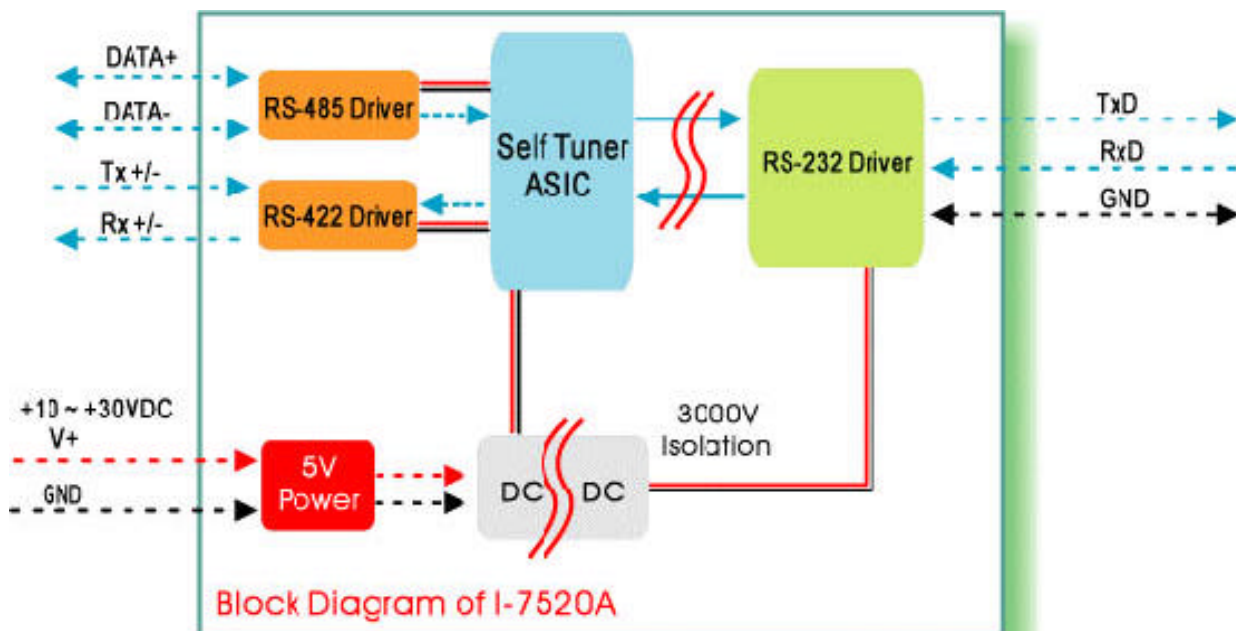 DATA+
DATA-
Tx +/-
Rx +/-
RS-485 Driver
RS-422 Driver
Self Tuner
ASIC
RS-232 Driver
TxD
RxD
GND
+10 ~ +30VDC
V+
GND
5V
Power
DC
DC
3000V
Isolation
Block Diagram of I-7520A